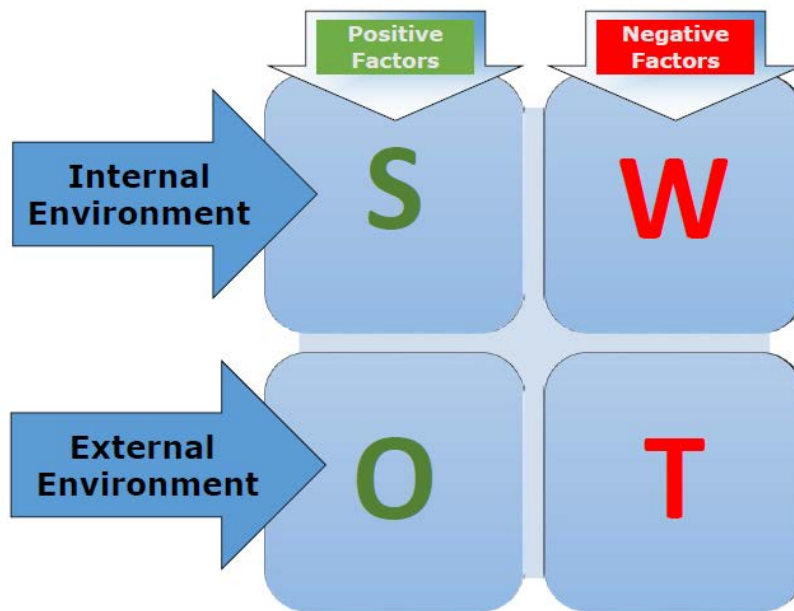 Positive
Factors
Negative
Factors
Internal
Environment
S
W
External
Environment
O
T